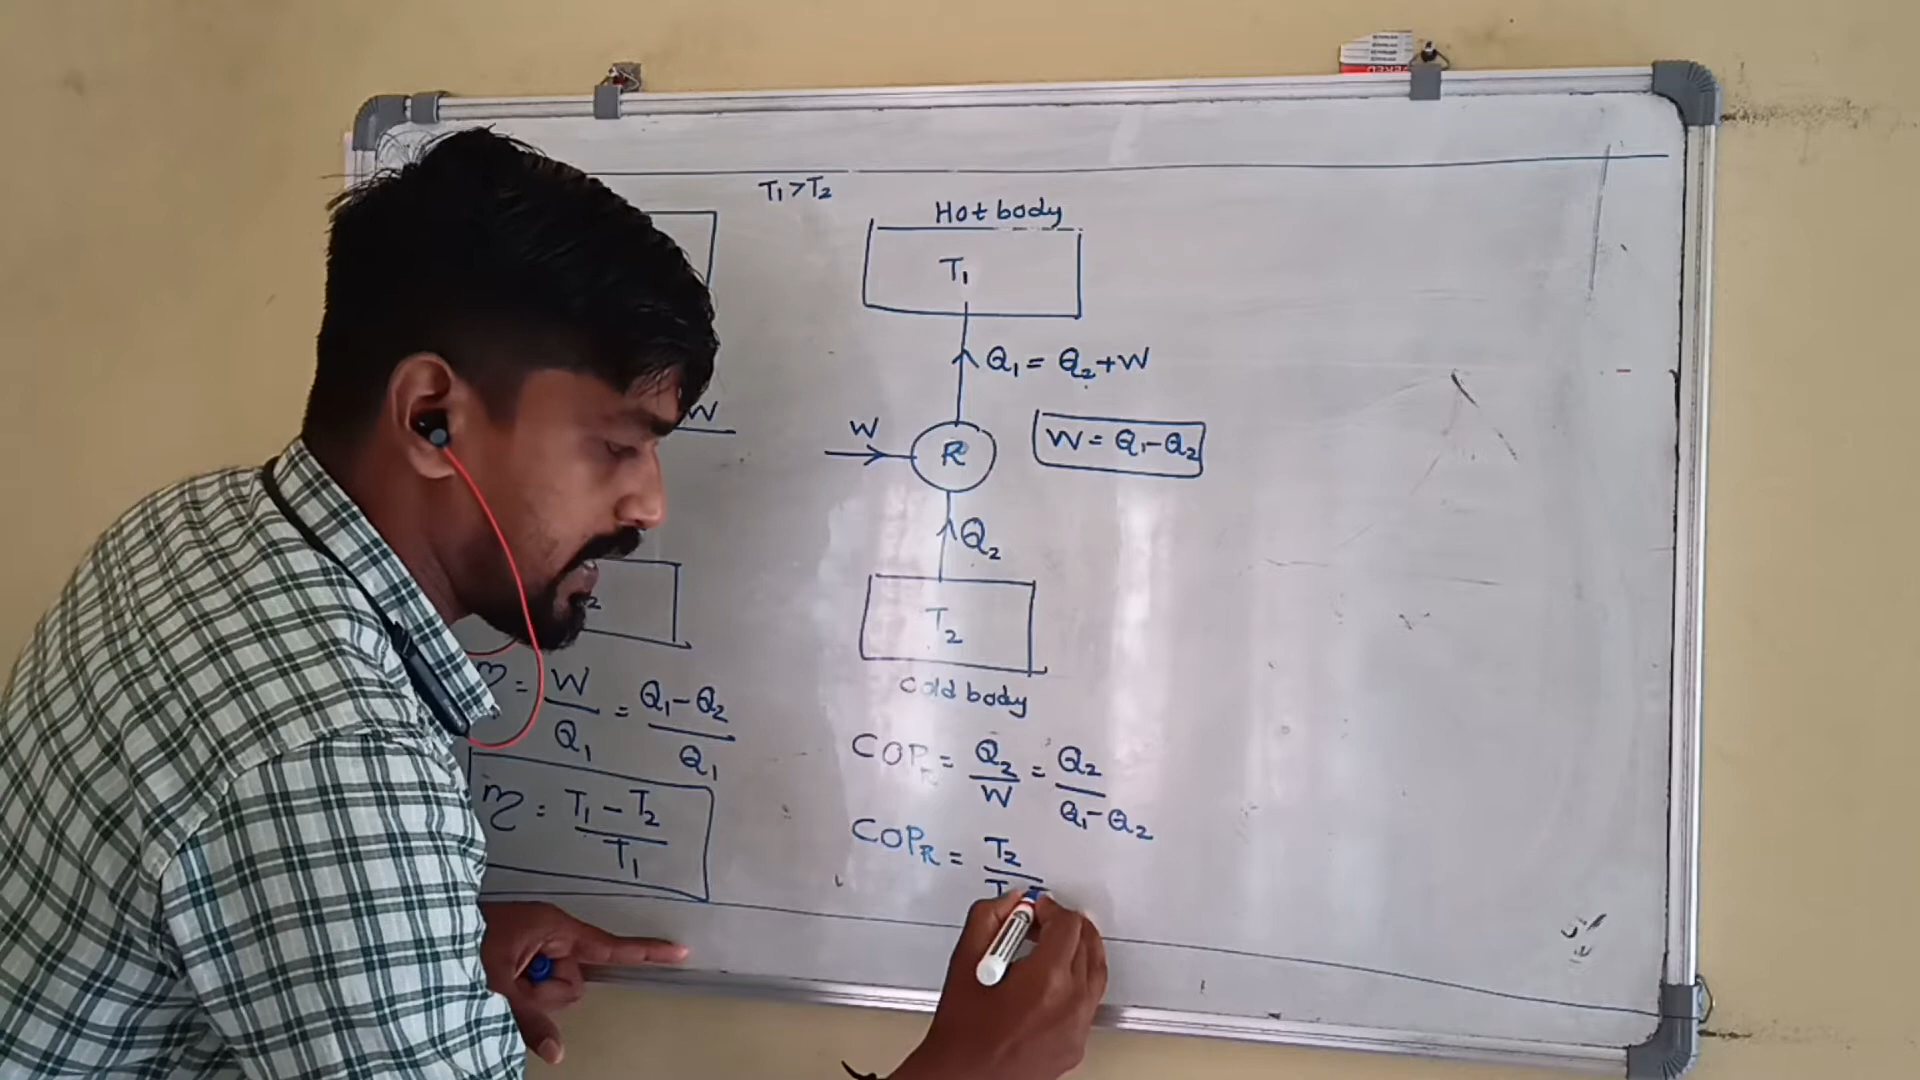 T₁ > T₂
Hot body
T₁
Q₁ = Q₂ + W
W
W
R
W = Q₁ - Q₂
Q₂
2
T₂
Cold body
η = W/Q₁ = (Q₁ - Q₂)/Q₁
η = (T₁ - T₂)/T₁
COP_R = Q₂/W = Q₂/(Q₁ - Q₂)
COP_R = T₂/